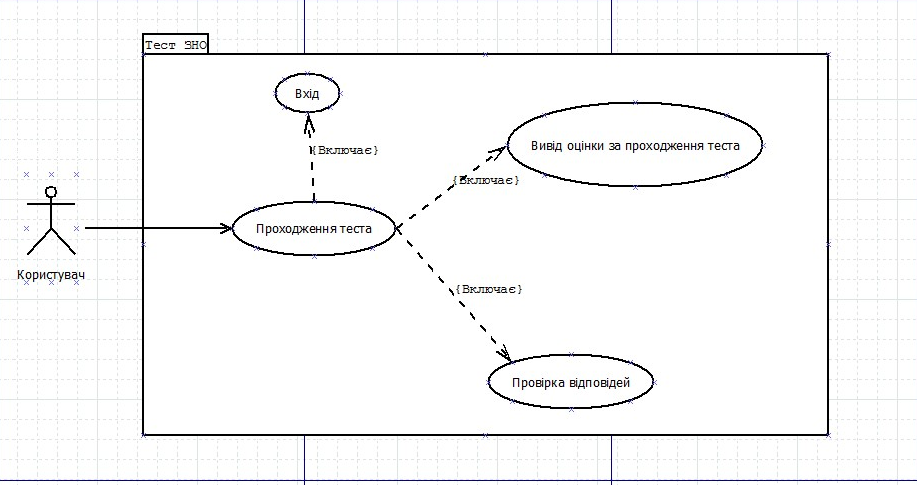 Тест ЗНО
Вхід
{Включає}
Вивід оцінки за проходження теста
{Включає}
Проходження теста
Користувач
{Включає}
Провірка відповідей